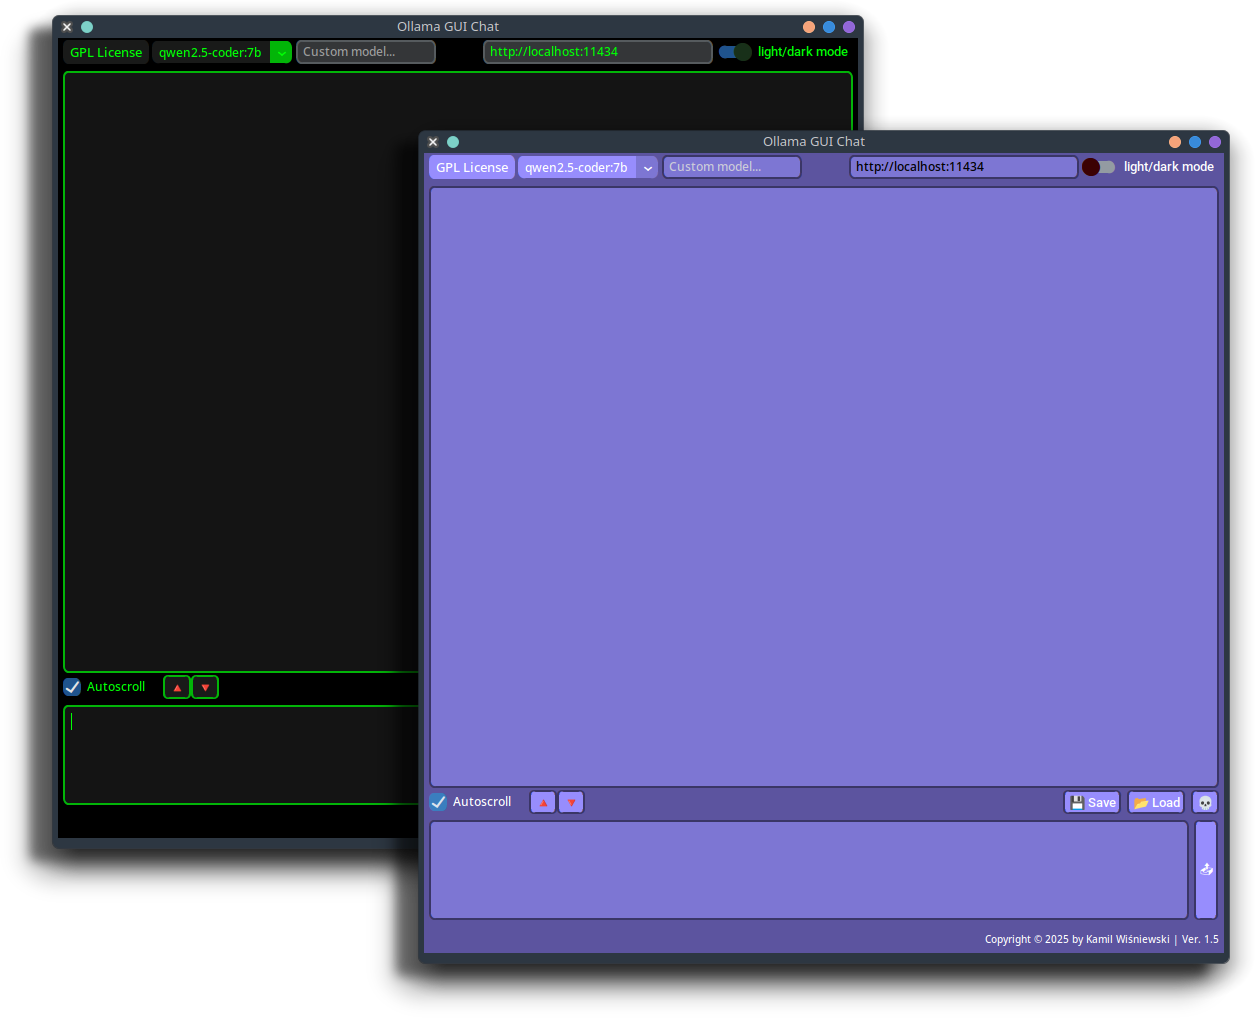 Ollama GUI Chat
GPL License qwen2.5-coder:7b Custom model... http://localhost:11434 light/dark mode
Autoscroll
Ollama GUI Chat
GPL License qwen2.5-coder:7b Custom model... http://localhost:11434 light/dark mode
Autoscroll Save Load
Copyright © 2025 by Kamil Wiśniewski | Ver. 1.5